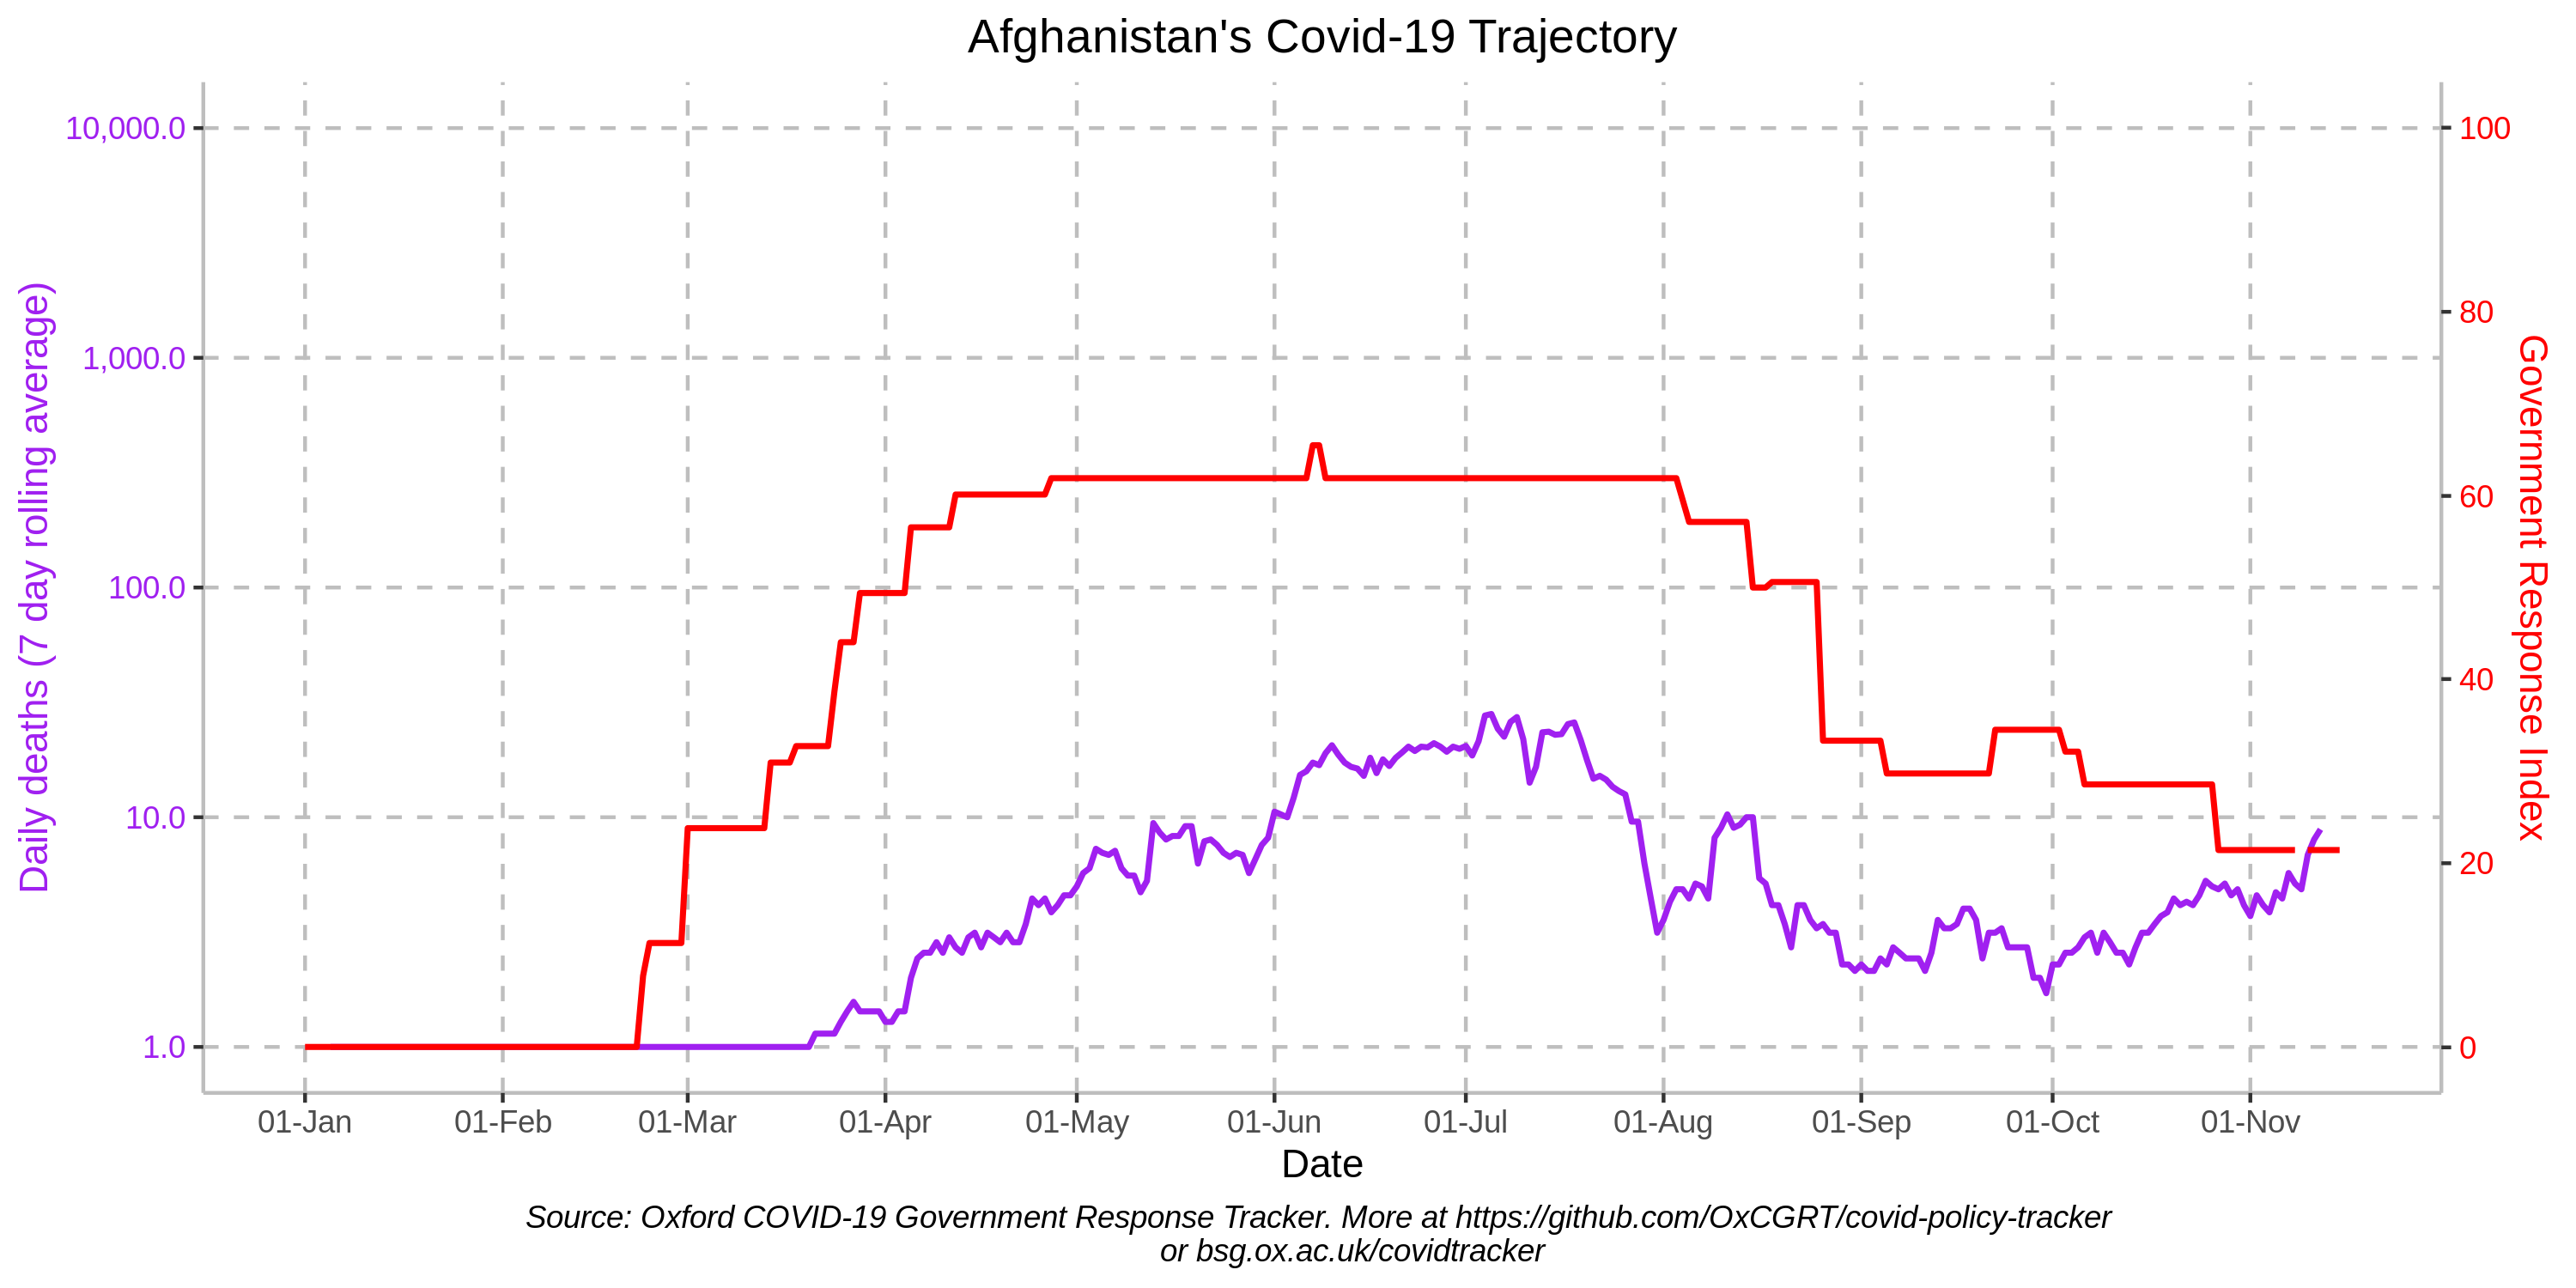 Afghanistan's Covid-19 Trajectory
Daily deaths (7 day rolling average)
10,000.0
1,000.0
100.0
10.0
1.0
100
80
60
40
20
0
Government Response Index
01-Jan
01-Feb
01-Mar
01-Apr
01-May
01-Jun
01-Jul
01-Aug
01-Sep
01-Oct
01-Nov
Date
Source: Oxford COVID-19 Government Response Tracker. More at https://github.com/OxCGRT/covid-policy-tracker
or bsg.ox.ac.uk/covidtracker